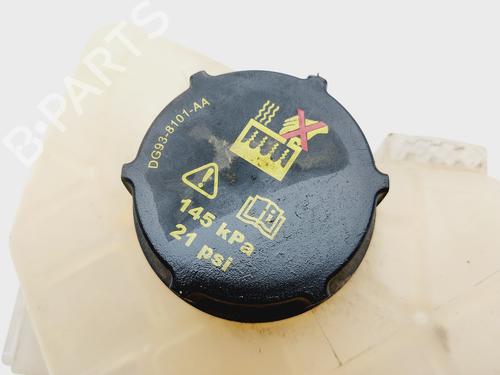 B-PARTS
DG93-8101-AA
145 kPa
21 psi